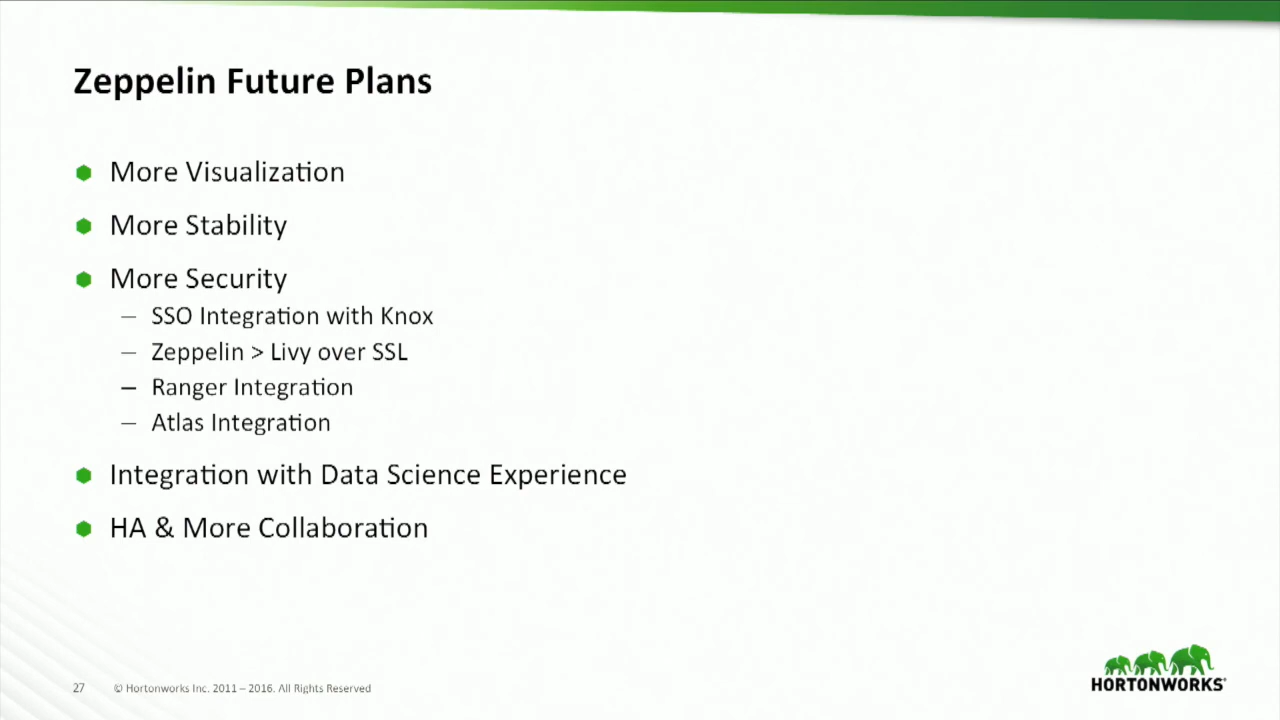 Zeppelin Future Plans
More Visualization
More Stability
More Security
– SSO Integration with Knox
– Zeppelin > Livy over SSL
– Ranger Integration
– Atlas Integration
Integration with Data Science Experience
HA & More Collaboration
27 © Hortonworks Inc. 2011 – 2016. All Rights Reserved
HORTONWORKS®